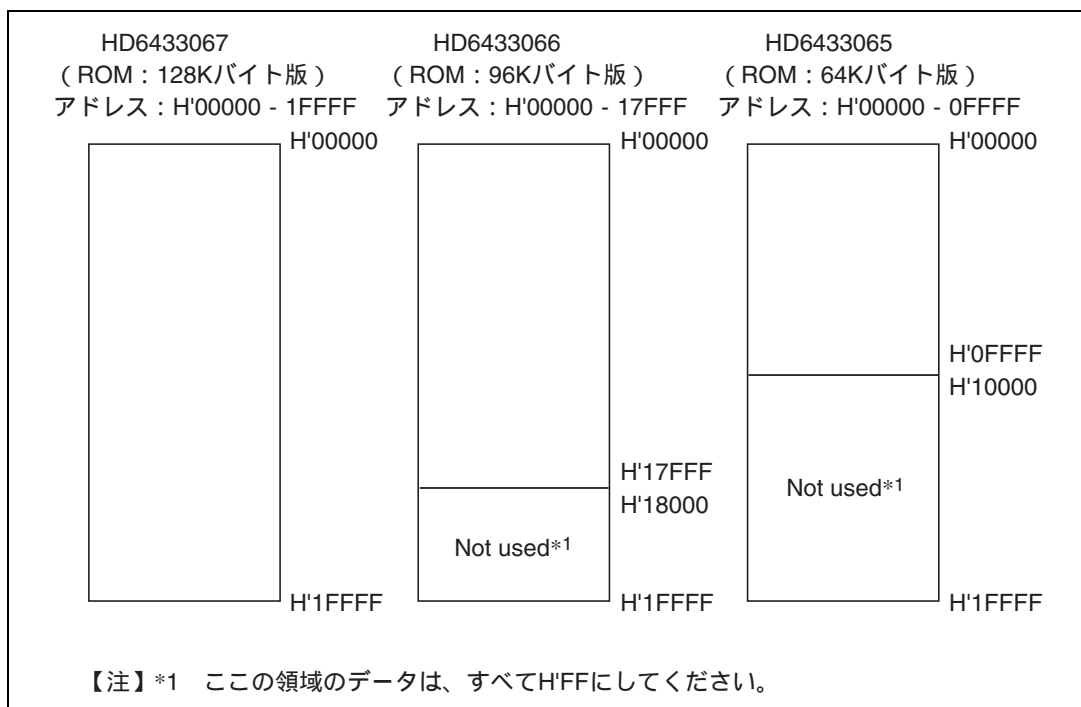 HD6433067
（ROM：128Kバイト版）
アドレス：H'00000 - 1FFFF
H'00000
H'1FFFF
HD6433066
（ROM：96Kバイト版）
アドレス：H'00000 - 17FFF
H'00000
H'17FFF
H'18000
Not used*1
H'1FFFF
HD6433065
（ROM：64Kバイト版）
アドレス：H'00000 - 0FFFF
H'00000
H'0FFFF
H'10000
Not used*1
H'1FFFF
【注】*1　ここの領域のデータは、すべてH'FFにしてください。